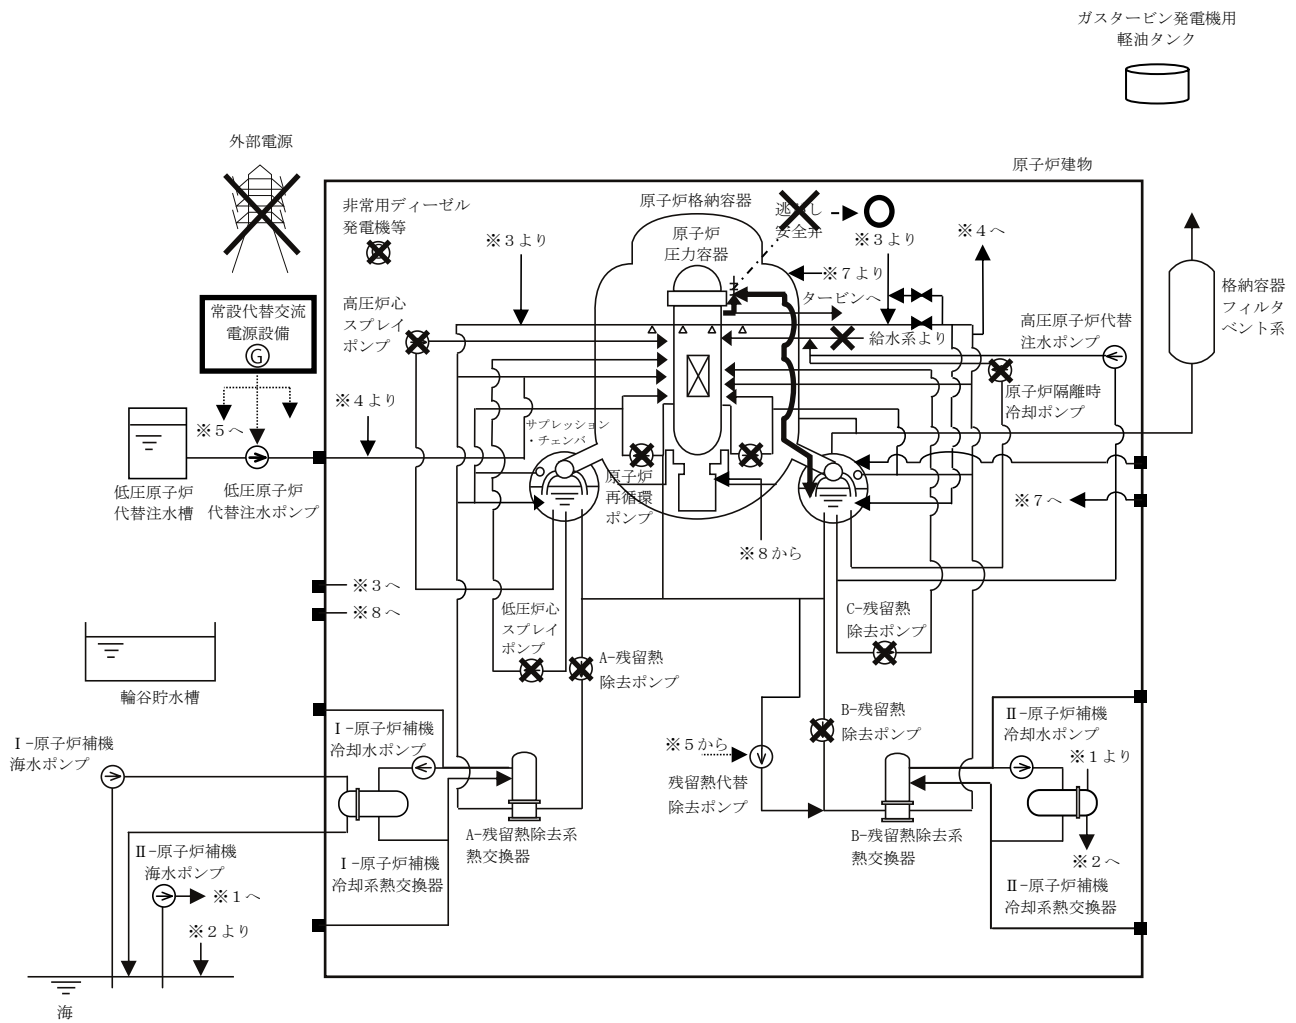 ガスタービン発電機用
軽油タンク
外部電源
原子炉建物
非常用ディーゼル
発電機等
原子炉格納容器
原子炉
圧力容器
逃がし
安全弁
※3より
※3より
※4へ
※7より
タービンへ
常設代替交流
電源設備
G
高圧炉心
スプレイ
ポンプ
給水系より
高圧原子炉代替
注水ポンプ
格納容器
フィルタ
ベント系
原子炉隔離時
冷却ポンプ
※4より
※5へ
サプレッション
・チェンバ
原子炉
再循環
ポンプ
低圧原子炉
代替注水槽
低圧原子炉
代替注水ポンプ
※7へ
※8から
※3へ
※8へ
低圧炉心
スプレイ
ポンプ
A-残留熱
除去ポンプ
C-残留熱
除去ポンプ
輪谷貯水槽
B-残留熱
除去ポンプ
Ⅰ-原子炉補機
冷却水ポンプ
Ⅱ-原子炉補機
冷却水ポンプ
Ⅰ-原子炉補機
海水ポンプ
※5から
※1より
残留熱代替
除去ポンプ
A-残留熱除去系
熱交換器
B-残留熱除去系
熱交換器
Ⅱ-原子炉補機
海水ポンプ
Ⅰ-原子炉補機
冷却系熱交換器
※2へ
Ⅱ-原子炉補機
冷却系熱交換器
※1へ
※2より
海